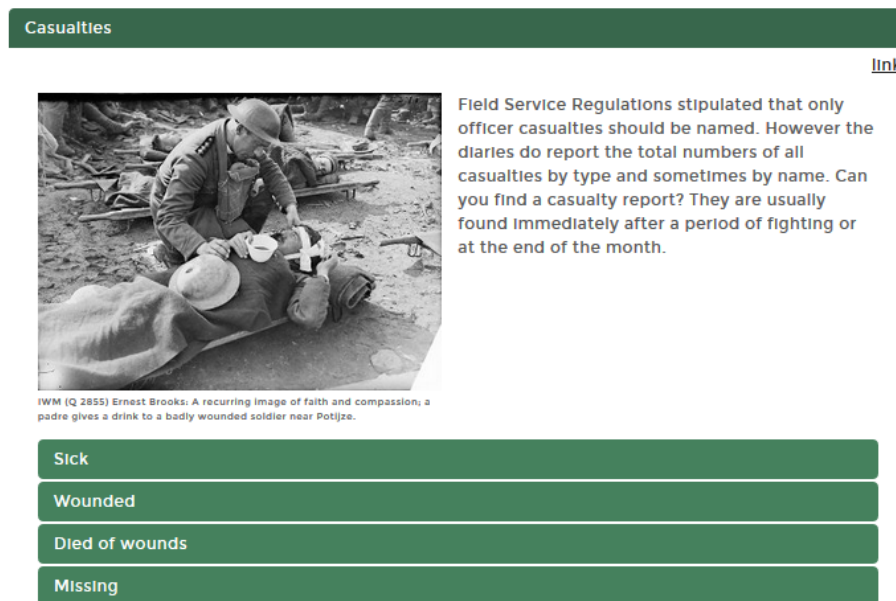 Casualties
link
Field Service Regulations stipulated that only
officer casualties should be named. However the
diaries do report the total numbers of all
casualties by type and sometimes by name. Can
you find a casualty report? They are usually
found immediately after a period of fighting or
at the end of the month.
IWM (Q 2855) Ernest Brooks: A recurring image of faith and compassion; a
padre gives a drink to a badly wounded soldier near Potijze.
Sick
Wounded
Died of wounds
Missing